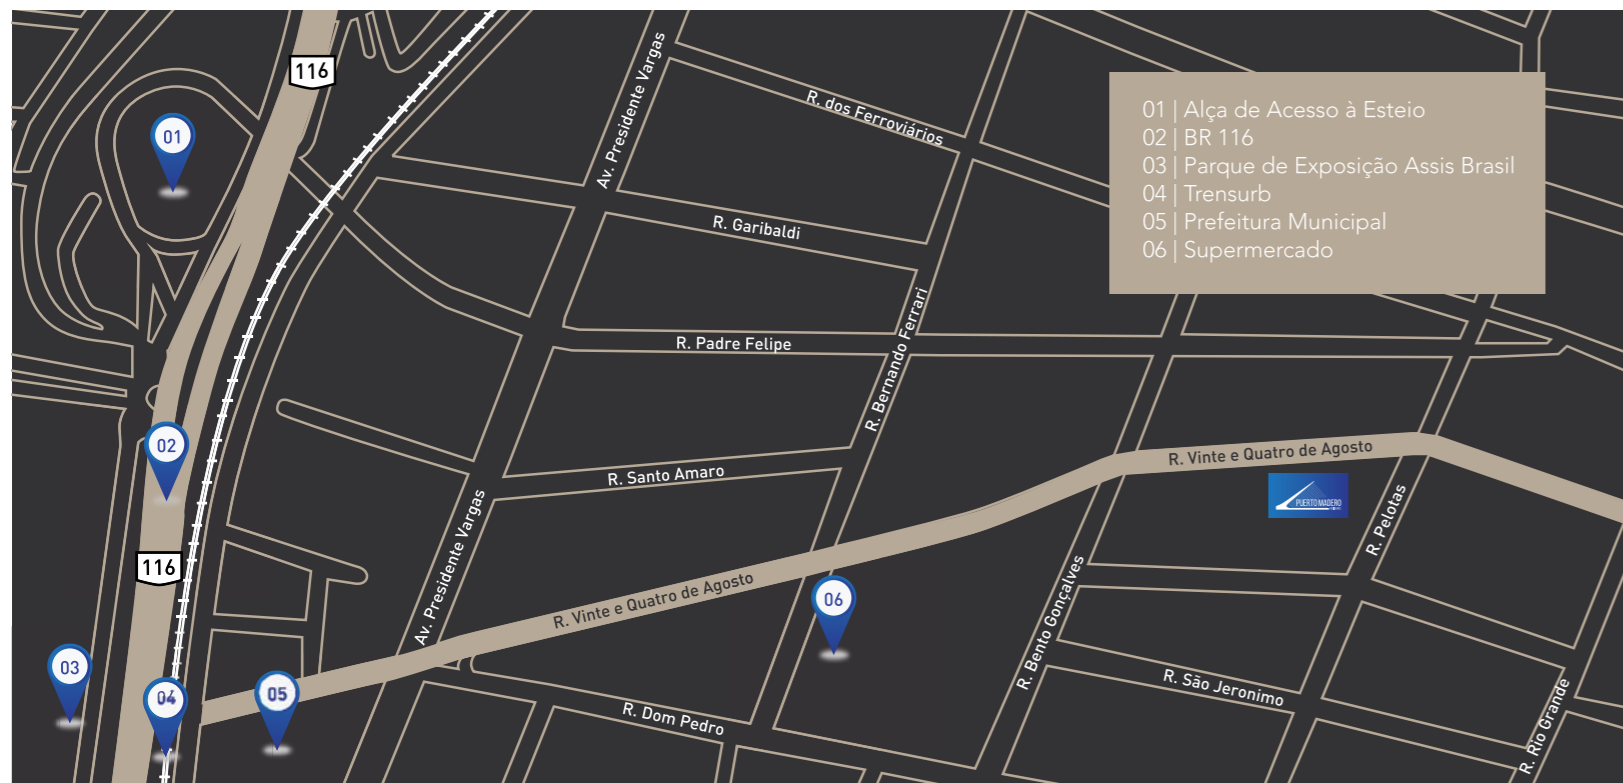 116
R. dos Ferroviários
Av. Presidente Vargas
01 | Alça de Acesso à Esteio
02 | BR 116
03 | Parque de Exposição Assis Brasil
04 | Trensurb
05 | Prefeitura Municipal
06 | Supermercado
01
R. Garibaldi
R. Padre Felipe
R. Bernando Ferrari
02
R. Vinte e Quatro de Agosto
R. Santo Amaro
PUERTO MADERO
R. Pelotas
Av. Presidente Vargas
116
R. Vinte e Quatro de Agosto
06
R. Bento Gonçalves
03
04
05
R. São Jeronimo
R. Dom Pedro
R. Rio Grande